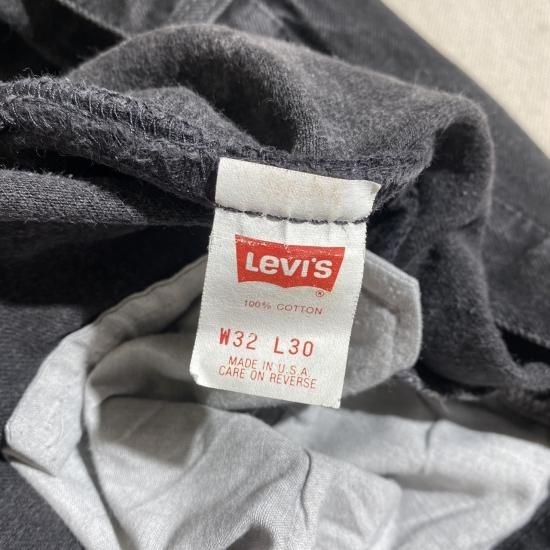 Levi's
®
100% COTTON
W32 L30
MADE IN U.S.A.
CARE ON REVERSE